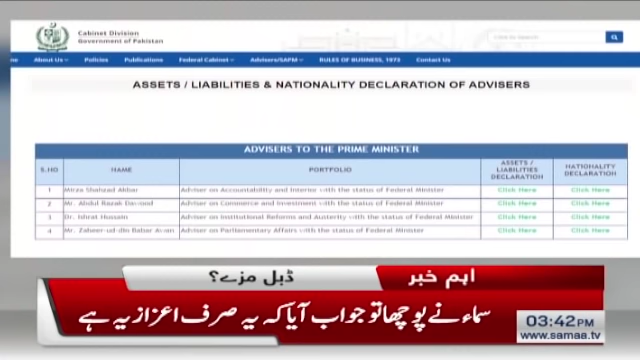 Cabinet Division
Government of Pakistan
About Us Policies Publications Federal Cabinet Advisers/SAPM RULES OF BUSINESS, 1973 Contact Us
ASSETS / LIABILITIES & NATIONALITY DECLARATION OF ADVISERS
ADVISERS TO THE PRIME MINISTER
S.NO NAME PORTFOLIO ASSETS / LIABILITIES DECLARATION NATIONALITY DECLARATION
1 Mirza Shahzad Akbar Adviser on Accountability and Interior with the status of Federal Minister Click Here Click Here
2 Mr. Abdul Razak Dawood Adviser on Commerce and Investment with the status of Federal Minister Click Here Click Here
3 Dr. Ishrat Hussain Adviser on Institutional Reforms and Austerity with the status of Federal Minister Click Here Click Here
4 Mr. Zaheer-ud-din Babar Awan Adviser on Parliamentary Affairs with the status of Federal Minister Click Here Click Here
اہم خبر ڈبل مزے؟
سماء نے پوچھا تو جواب آیا کہ یہ صرف اعزازیہ ہے
03:42PM
www.samaa.tv